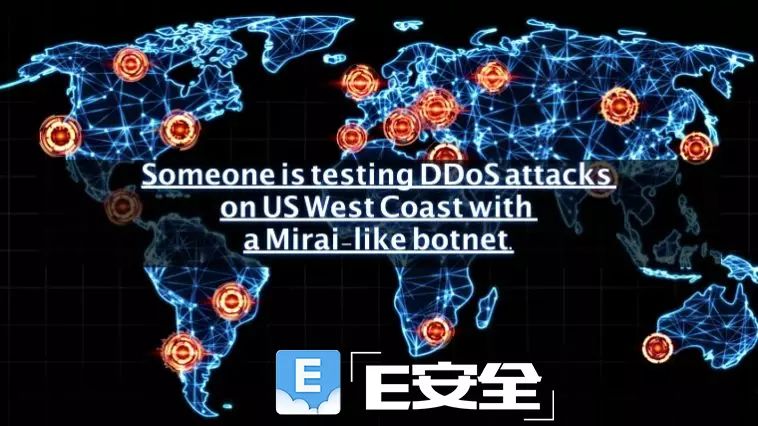 Someone is testing DDoS attacks
on US West Coast with
a Mirai-like botnet.
E
E安全